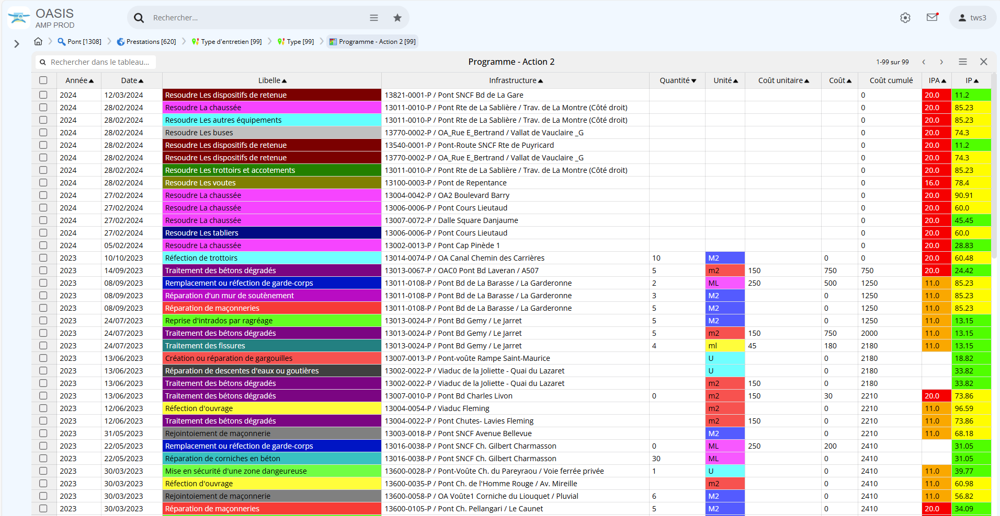 OASIS
AMP PROD
Rechercher...
tws3
Pont [1308] Prestations [620] Type d'entretien [99] Type [99] Programme - Action 2 [99]
Rechercher dans le tableau... Programme - Action 2 1-99 sur 99
Année Date Libelle Infrastructure Quantité Unité Coût unitaire Coût Coût cumulé IPA IP
2024 12/03/2024 Resoudre Les dispositifs de retenue 13821-0001-P / Pont SNCF Bd de La Gare 0 20.0 11.2
2024 28/02/2024 Resoudre La chaussée 13011-0010-P / Pont Rte de La Sablière / Trav. de La Montre (Côté droit) 0 20.0 85.23
2024 28/02/2024 Resoudre Les autres équipements 13011-0010-P / Pont Rte de La Sablière / Trav. de La Montre (Côté droit) 0 20.0 85.23
2024 28/02/2024 Resoudre Les buses 13770-0002-P / OA_Rue E_Bertrand / Vallat de Vauclaire _G 0 20.0 74.3
2024 28/02/2024 Resoudre Les dispositifs de retenue 13540-0001-P / Pont-Route SNCF Rte de Puyricard 0 20.0 11.2
2024 28/02/2024 Resoudre Les dispositifs de retenue 13770-0002-P / OA_Rue E_Bertrand / Vallat de Vauclaire _G 0 20.0 74.3
2024 28/02/2024 Resoudre Les trottoirs et accotements 13011-0010-P / Pont Rte de La Sablière / Trav. de La Montre (Côté droit) 0 20.0 85.23
2024 28/02/2024 Resoudre Les voutes 13100-0003-P / Pont de Repentance 0 16.0 78.4
2024 27/02/2024 Resoudre La chaussée 13004-0042-P / OA2 Boulevard Barry 0 20.0 90.91
2024 27/02/2024 Resoudre La chaussée 13006-0006-P / Pont Cours Lieutaud 0 20.0 60.0
2024 27/02/2024 Resoudre La chaussée 13007-0072-P / Dalle Square Danjaume 0 20.0 45.45
2024 27/02/2024 Resoudre Les tabliers 13006-0006-P / Pont Cours Lieutaud 0 20.0 60.0
2024 05/02/2024 Resoudre La chaussée 13002-0013-P / Pont Cap Pinède 1 0 20.0 28.83
2023 10/10/2023 Réfection de trottoirs 13014-0074-P / OA Canal Chemin des Carrières 10 M2 0 0 20.0 60.48
2023 14/09/2023 Traitement des bétons dégradés 13013-0067-P / OAC0 Pont Bd Laveran / A507 5 m2 150 750 750 20.0 24.42
2023 08/09/2023 Remplacement ou réfection de garde-corps 13011-0108-P / Pont Bd de La Barasse / La Garderonne 2 ML 250 500 1250 11.0 85.23
2023 08/09/2023 Réparation d'un mur de soutènement 13011-0108-P / Pont Bd de La Barasse / La Garderonne 3 M2 0 1250 11.0 85.23
2023 08/09/2023 Réparation de maçonneries 13011-0108-P / Pont Bd de La Barasse / La Garderonne 5 M2 0 1250 11.0 85.23
2023 24/07/2023 Reprise d'intrados par ragréage 13013-0024-P / Pont Bd Gemy / Le Jarret 5 M2 0 1250 11.0 13.15
2023 24/07/2023 Traitement des bétons dégradés 13013-0024-P / Pont Bd Gemy / Le Jarret 5 m2 150 750 2000 11.0 13.15
2023 24/07/2023 Traitement des fissures 13013-0024-P / Pont Bd Gemy / Le Jarret 4 ml 45 180 2180 11.0 13.15
2023 13/06/2023 Création ou réparation de gargouilles 13007-0013-P / Pont-voûte Rampe Saint-Maurice U 0 2180 18.82
2023 13/06/2023 Réparation de descentes d'eaux ou goutières 13002-0022-P / Viaduc de la Joliette - Quai du Lazaret U 0 2180 33.82
2023 13/06/2023 Traitement des bétons dégradés 13002-0022-P / Viaduc de la Joliette - Quai du Lazaret m2 150 0 2180 33.82
2023 13/06/2023 Traitement des bétons dégradés 13007-0010-P / Pont Bd Charles Livon 0 m2 150 30 2210 20.0 73.86
2023 12/06/2023 Réfection d'ouvrage 13004-0054-P / Viaduc Fleming m2 0 2210 11.0 96.59
2023 12/06/2023 Traitement des bétons dégradés 13004-0022-P / Pont Chutes- Lavies Fleming m2 150 0 2210 11.0 73.86
2023 31/05/2023 Rejointoiement de maçonnerie 13003-0018-P / Pont SNCF Avenue Bellevue M2 0 2210 11.0 68.18
2023 22/05/2023 Remplacement ou réfection de garde-corps 13016-0038-P / Pont SNCF Ch. Gilbert Charmasson 0 ML 250 200 2410 31.05
2023 22/05/2023 Réparation de corniches en béton 13016-0038-P / Pont SNCF Ch. Gilbert Charmasson 30 ML 0 2410 31.05
2023 30/03/2023 Mise en sécurité d'une zone dangeureuse 13600-0028-P / Pont-Voûte Ch. du Pareyraou / Voie ferrée privée 1 U 0 2410 11.0 39.77
2023 30/03/2023 Réfection d'ouvrage 13600-0035-P / Pont Ch. de l'Homme Rouge / Av. Mireille m2 0 2410 11.0 60.98
2023 30/03/2023 Rejointoiement de maçonnerie 13600-0058-P / OA Voûte1 Corniche du Liouquet / Pluvial 6 M2 0 2410 11.0 56.82
2023 30/03/2023 Réparation de maçonneries 13600-0105-P / Pont Ch. Pellangari / Le Caunet 5 M2 0 2410 20.0 34.09